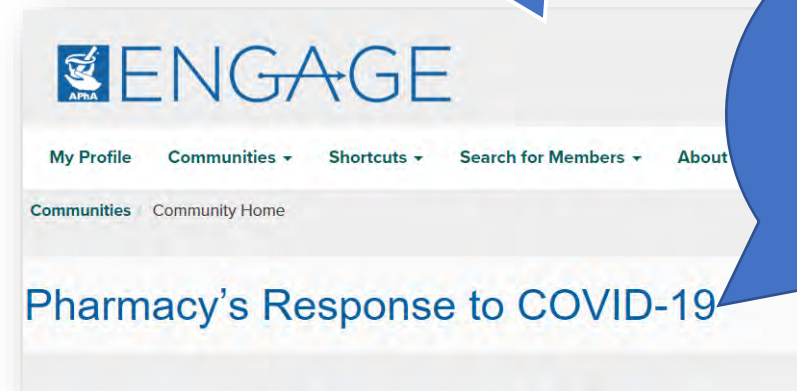 APhA ENGAGE
My Profile Communities Shortcuts Search for Members About
Communities Community Home
Pharmacy's Response to COVID-19